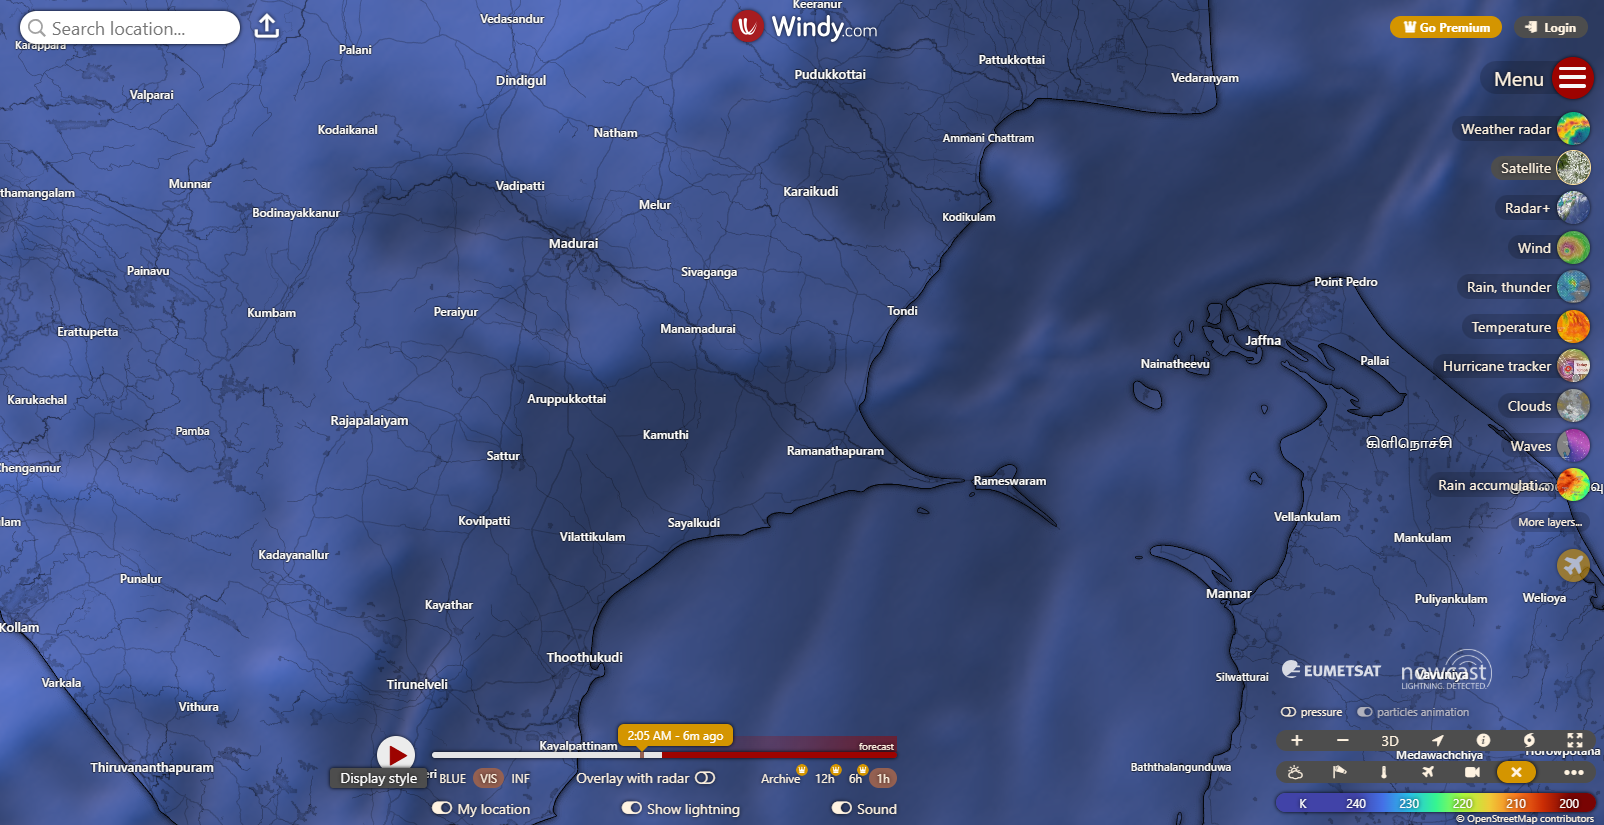 Keeranur
Search location...
Vedasandur
Windy.com
Go Premium
Login
Karappara
Palani
Pattukkottai
Dindigul
Pudukkottai
Vedaranyam
Menu
Valparai
Kodaikanal
Natham
Ammani Chattram
Weather radar
Satellite
thamangalam
Munnar
Vadipatti
Karaikudi
Bodinayakkanur
Melur
Kodikulam
Radar+
Madurai
Wind
Painavu
Sivaganga
Point Pedro
Rain, thunder
Kumbam
Peraiyur
Tondi
Erattupetta
Manamadurai
Jaffna
Temperature
Nainatheevu
Pallai
Hurricane tracker
Karukachal
Aruppukkottai
Clouds
Pamba
Rajapalaiyam
Kamuthi
கிளிநொச்சி
Waves
Chengannur
Sattur
Ramanathapuram
Rameswaram
Rain accumulati
lam
Kovilpatti
Sayalkudi
Vellankulam
More layers...
Kadayanallur
Vilattikulam
Mankulam
Punalur
Kayathar
Mannar
Puliyankulam
Welioya
Kollam
Thoothukudi
Varkala
Tirunelveli
Silwatturai
EUMETSAT
nowcast
Vavuniya
LIGHTNING. DETECTED.
Vithura
pressure
particles animation
2:05 AM - 6m ago
Kayalpattinam
forecast
3D
Thiruvananthapuram
Baththalangunduwa
Medawachchiya
Horowpotana
Display style
eri
BLUE
VIS
INF
Overlay with radar
Archive
12h
6h
1h
My location
Show lightning
Sound
K
240
230
220
210
200
© OpenStreetMap contributors